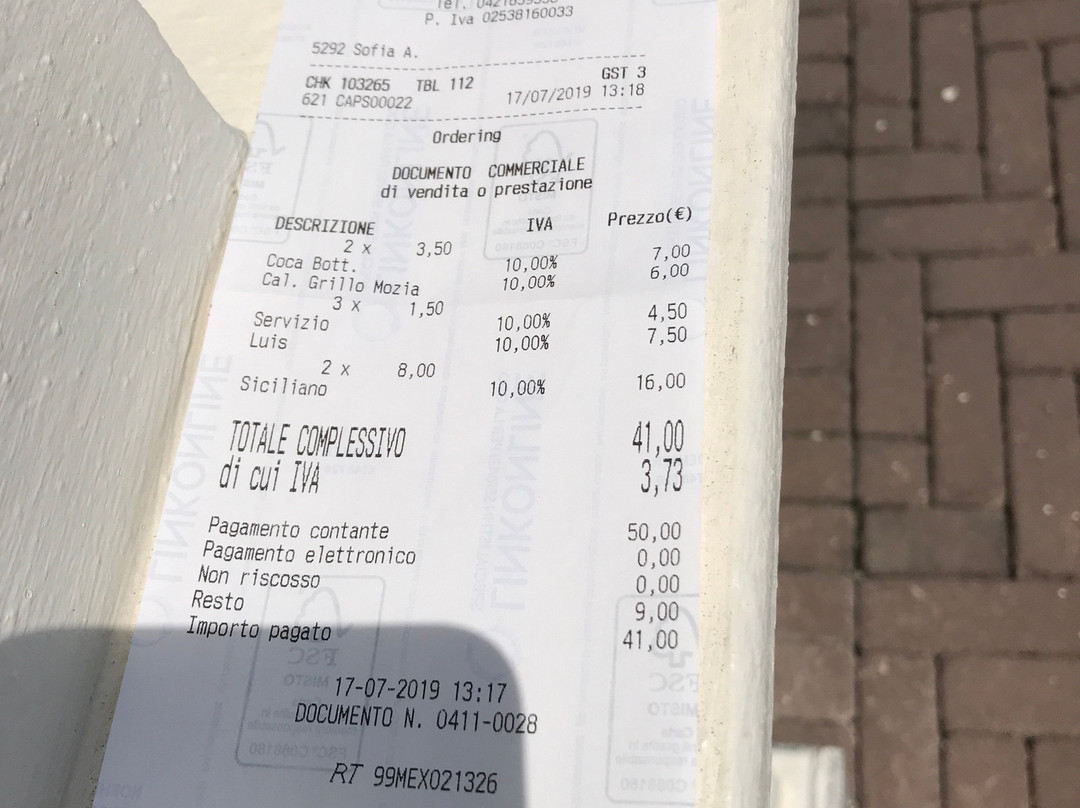 P. Iva 02538160033
5292 Sofia A.
CHK 103265 TBL 112 GST 3
621 CAPS00022 17/07/2019 13:18
Ordering
DOCUMENTO COMMERCIALE
di vendita o prestazione
DESCRIZIONE IVA Prezzo(€)
2 x 3,50
Coca Bott. 10,00% 7,00
Cal. Grillo Mozia 10,00% 6,00
3 x 1,50
Servizio 10,00% 4,50
Luis 10,00% 7,50
2 x 8,00
Siciliano 10,00% 16,00
TOTALE COMPLESSIVO 41,00
di cui IVA 3,73
Pagamento contante 50,00
Pagamento elettronico 0,00
Non riscosso 0,00
Resto 9,00
Importo pagato 41,00
17-07-2019 13:17
DOCUMENTO N. 0411-0028
RT 99MEX021326